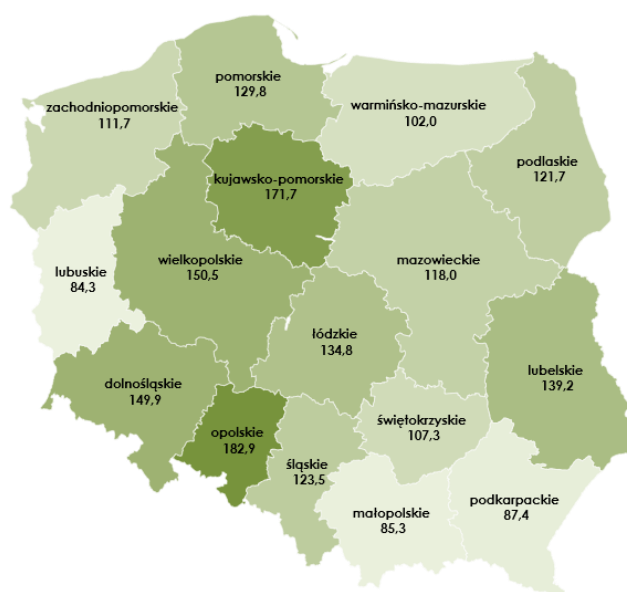 pomorskie
129,8
zachodniopomorskie
111,7
warmińsko-mazurskie
102,0
podlaskie
121,7
kujawsko-pomorskie
171,7
wielkopolskie
150,5
mazowieckie
118,0
lubuskie
84,3
łódzkie
134,8
lubelskie
139,2
dolnośląskie
149,9
świętokrzyskie
107,3
opolskie
182,9
śląskie
123,5
podkarpackie
87,4
małopolskie
85,3